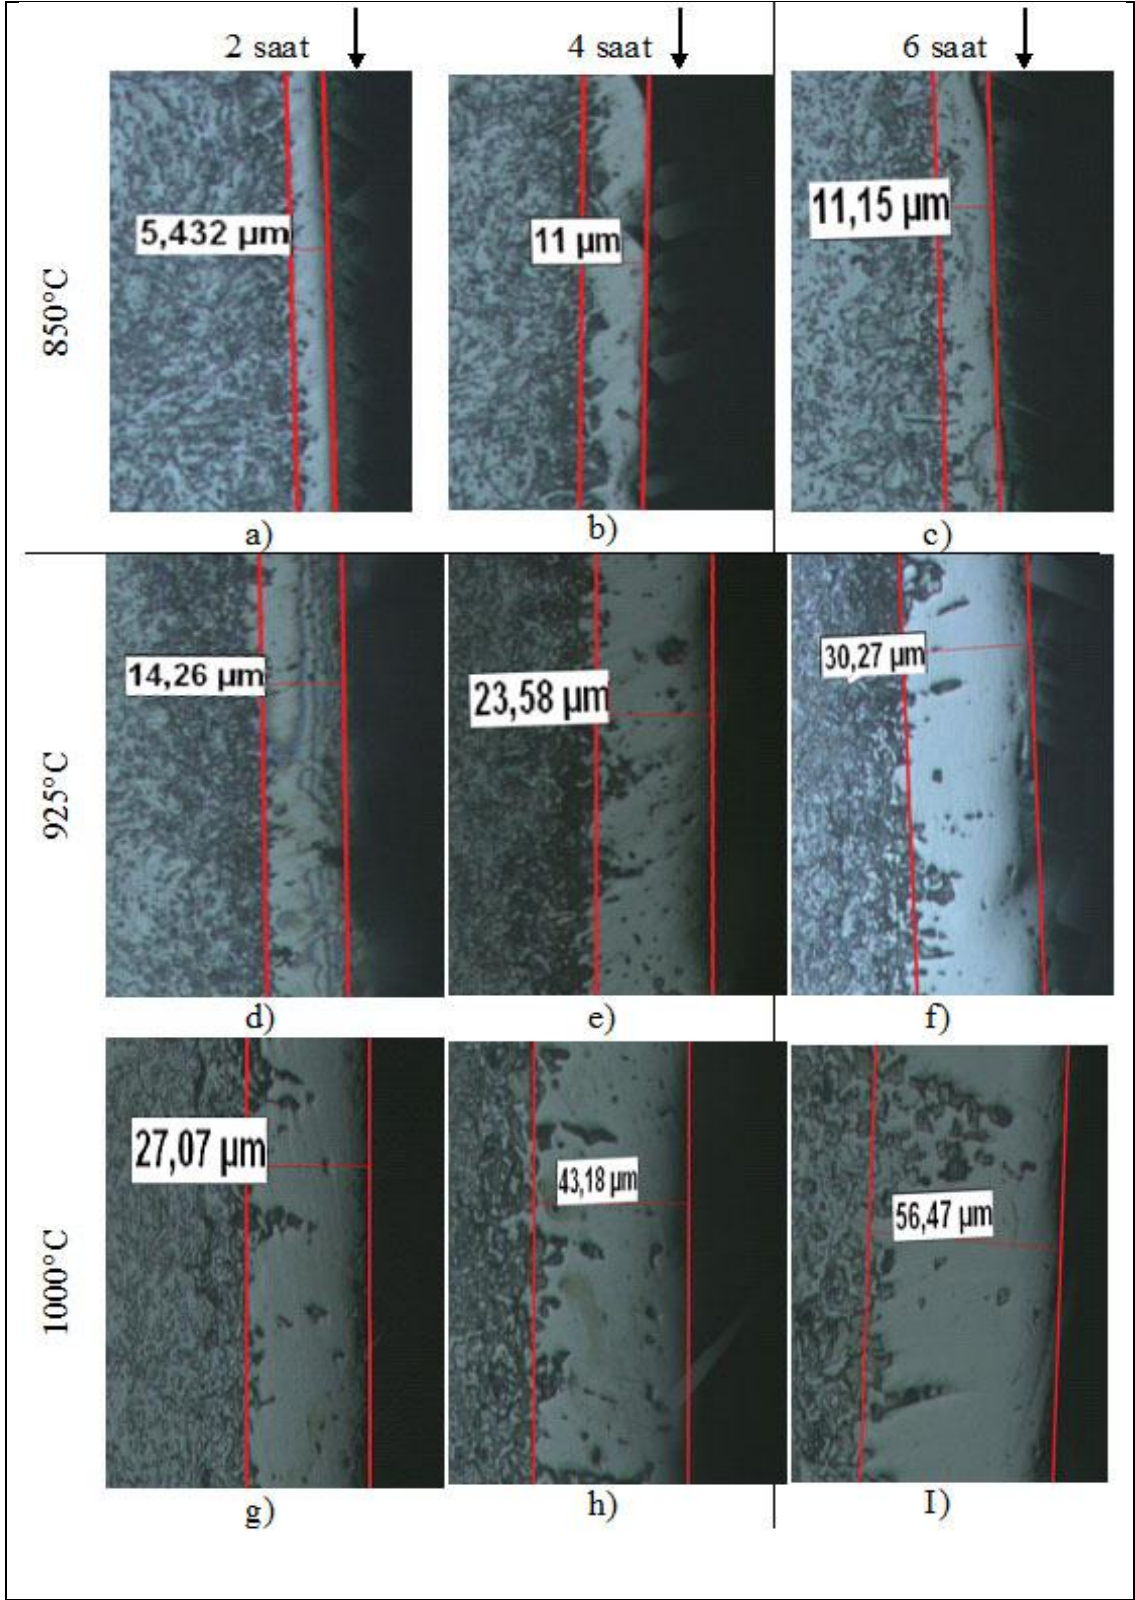 2 saat
4 saat
6 saat
850°C
5,432 µm
11 µm
11,15 µm
a)
b)
c)
925°C
14,26 µm
23,58 µm
30,27 µm
d)
e)
f)
1000°C
27,07 µm
43,18 µm
56,47 µm
g)
h)
I)